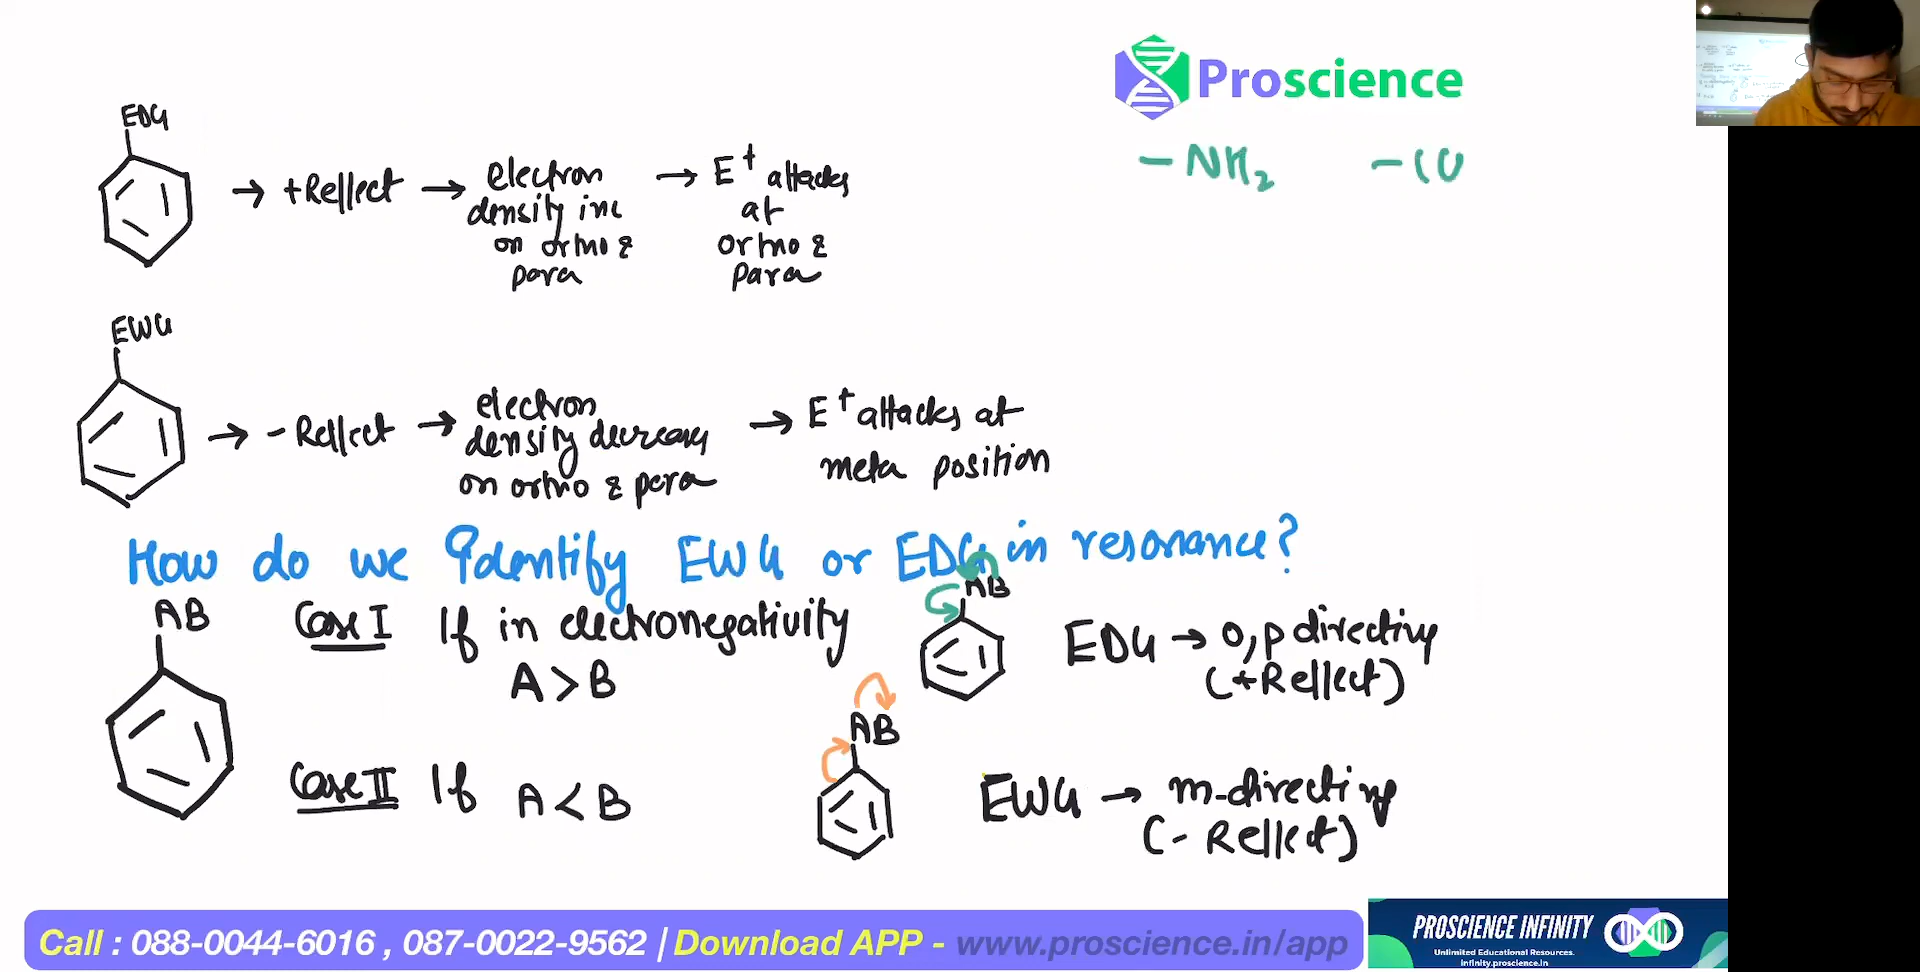 Proscience
- NH2 - CO
EDG
→ +R effect → electron density inc on ortho & para → E+ attacks at ortho & para
EWG
→ - R effect → electron density decreases on ortho & para → E+ attacks at meta position
How do we identify EWG or EDG in resonance?
AB
Case I If in electronegativity
A > B
AB
EDG → o,p directing
(+R effect)
Case II If A < B
AB
EWG → m-directing
(- R effect)
Call : 088-0044-6016 , 087-0022-9562 | Download APP - www.proscience.in/app
PROSCIENCE INFINITY
Unlimited Educational Resources.
infinity.proscience.in